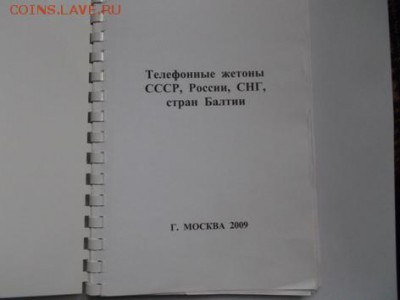 COINS.LAVE.RU
Телефонные жетоны
СССР, России, СНГ,
стран Балтии
Г. МОСКВА 2009